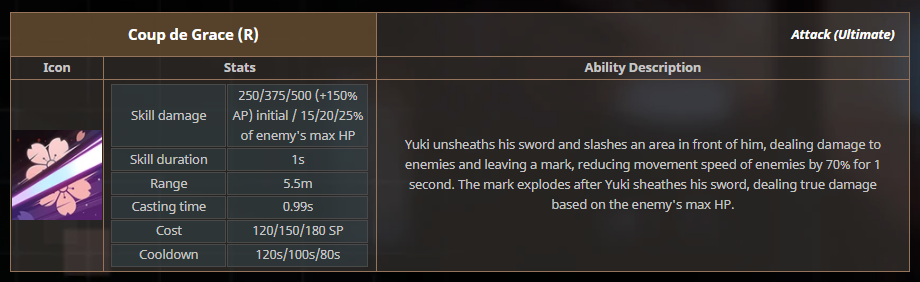 Coup de Grace (R)
Attack (Ultimate)
Icon
Stats
Ability Description
Skill damage
250/375/500 (+150%
AP) initial / 15/20/25%
of enemy's max HP
Skill duration
1s
Range
5.5m
Casting time
0.99s
Cost
120/150/180 SP
Cooldown
120s/100s/80s
Yuki unsheaths his sword and slashes an area in front of him, dealing damage to
enemies and leaving a mark, reducing movement speed of enemies by 70% for 1
second. The mark explodes after Yuki sheathes his sword, dealing true damage
based on the enemy's max HP.